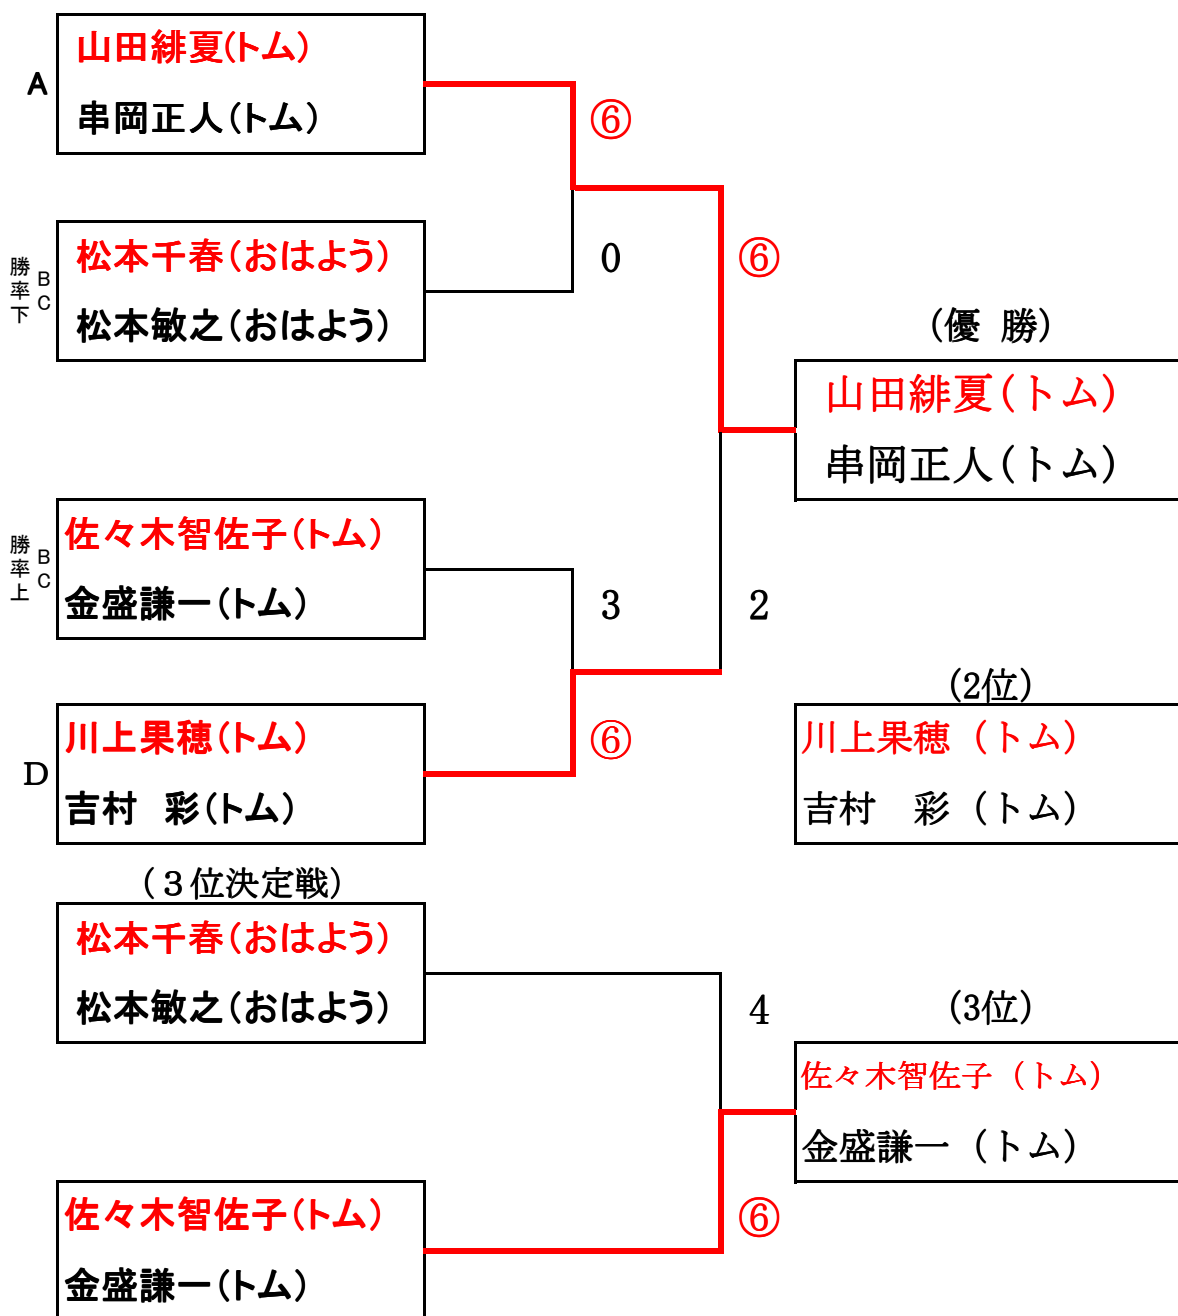 A
山田緋夏(トム)
串岡正人(トム)
⑥
勝率下
BC
松本千春(おはよう)
松本敏之(おはよう)
0
⑥
(優 勝)
山田緋夏(トム)
串岡正人(トム)
勝率上
BC
佐々木智佐子(トム)
金盛謙一(トム)
3
2
D
川上果穂(トム)
吉村　彩(トム)
⑥
(2位)
川上果穂 (トム)
吉村　彩 (トム)
(３位決定戦)
松本千春(おはよう)
松本敏之(おはよう)
4
(3位)
佐々木智佐子 (トム)
金盛謙一 (トム)
佐々木智佐子(トム)
金盛謙一(トム)
⑥